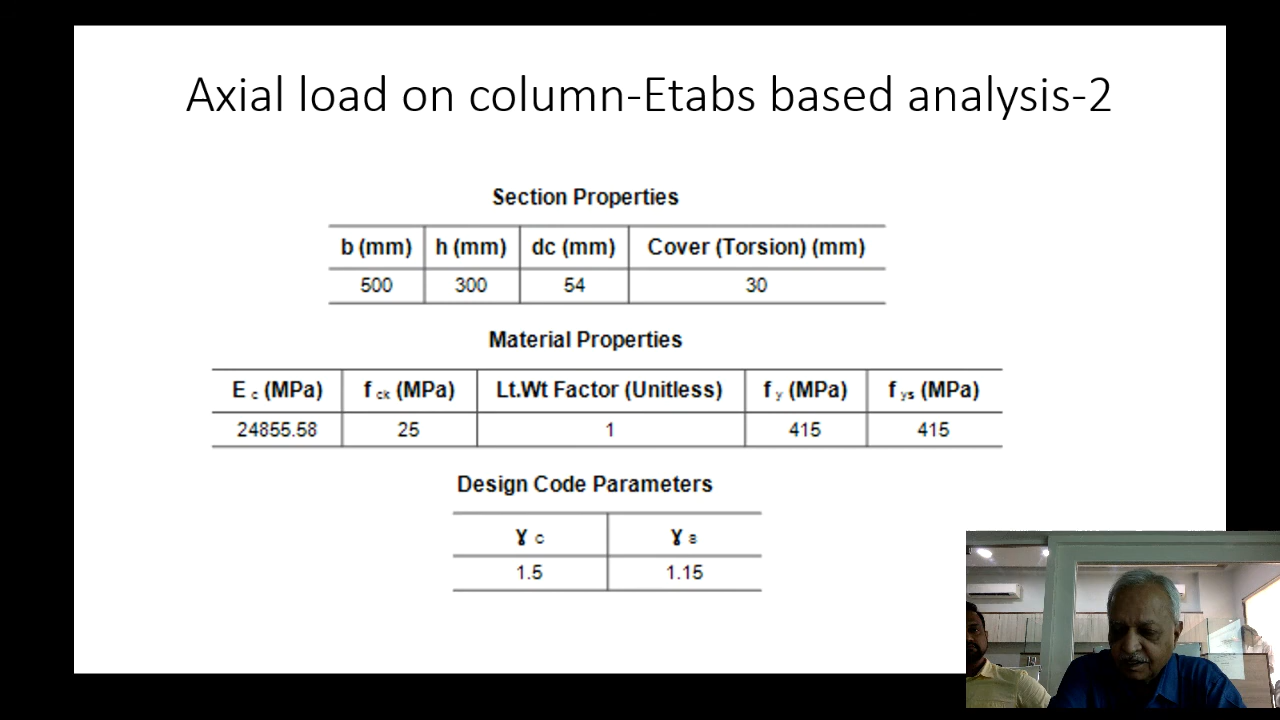 Axial load on column-Etabs based analysis-2
Section Properties
b (mm) h (mm) dc (mm) Cover (Torsion) (mm)
500 300 54 30
Material Properties
E c (MPa) f ck (MPa) Lt.Wt Factor (Unitless) f y (MPa) f ys (MPa)
24855.58 25 1 415 415
Design Code Parameters
ɣ C ɣ S
1.5 1.15